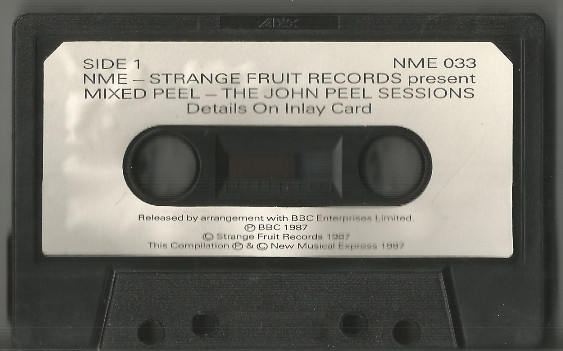 SIDE 1 NME 033
NME – STRANGE FRUIT RECORDS present
MIXED PEEL – THE JOHN PEEL SESSIONS
Details On Inlay Card
Released by arrangement with BBC Enterprises Limited.
Ⓟ BBC 1987
© Strange Fruit Records 1987
This Compilation Ⓟ & © New Musical Express 1987